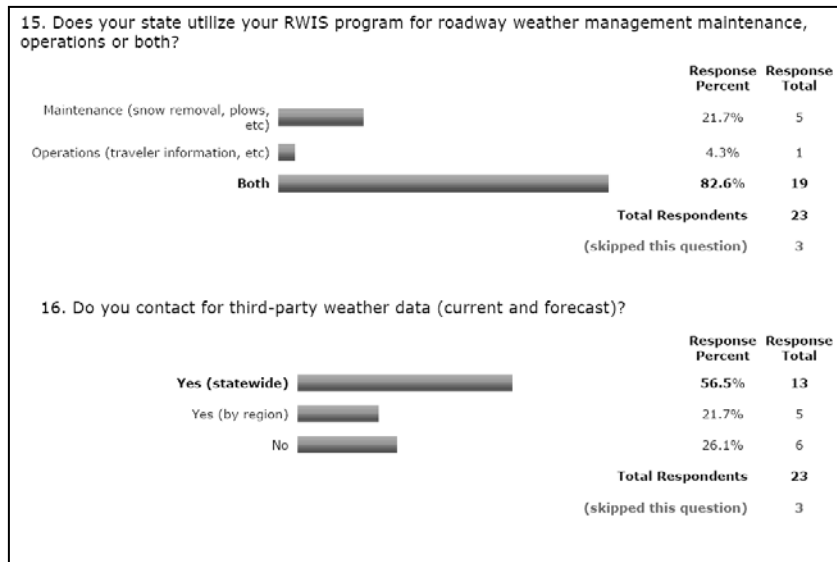 15. Does your state utilize your RWIS program for roadway weather management maintenance,
operations or both?
Response Response
Percent Total
Maintenance (snow removal, plows,
etc) 21.7% 5
Operations (traveler information, etc) 4.3% 1
Both 82.6% 19
Total Respondents 23
(skipped this question) 3
16. Do you contact for third-party weather data (current and forecast)?
Response Response
Percent Total
Yes (statewide) 56.5% 13
Yes (by region) 21.7% 5
No 26.1% 6
Total Respondents 23
(skipped this question) 3